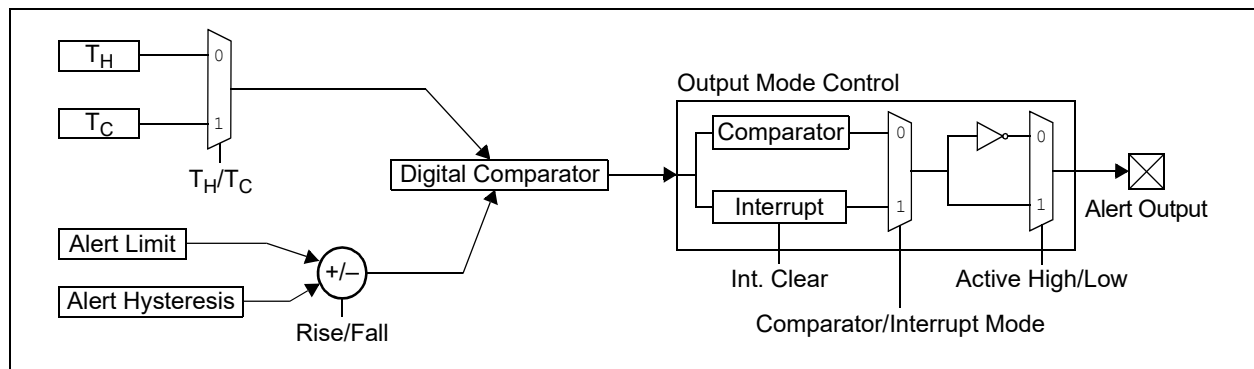 T_H
0
T_C
1
T_H/T_C
Alert Limit
Alert Hysteresis
+/–
Rise/Fall
Digital Comparator
Output Mode Control
Comparator
0
Interrupt
1
0
1
Int. Clear
Active High/Low
Comparator/Interrupt Mode
Alert Output